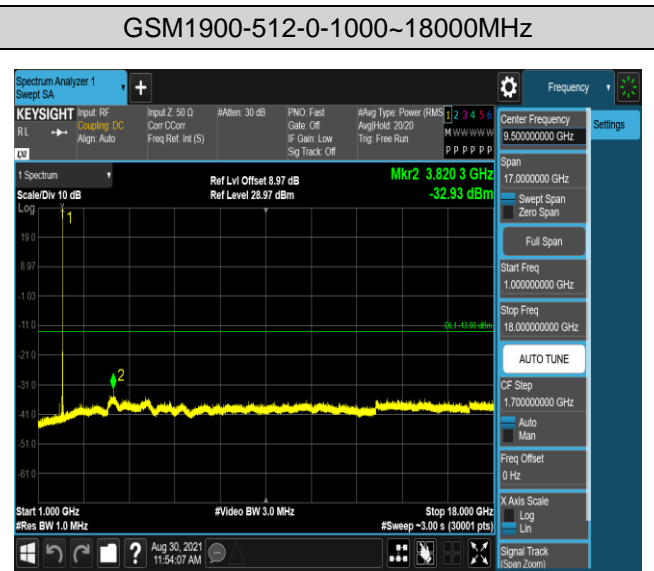 GSM1900-512-0-1000~18000MHz
Spectrum Analyzer 1
Swept SA
+
Frequency
KEYSIGHT
RL
LXI
Input: RF
Coupling: DC
Align: Auto
Input Z: 50 Ω
Corr CCorr
Freq Ref: Int (S)
#Atten: 30 dB
PNO: Fast
Gate: Off
IF Gain: Low
Sig Track: Off
#Avg Type: Power (RMS
Avg|Hold: 20/20
Trig: Free Run
1 2 3 4 5 6
M W W W W W
P P P P P P
Center Frequency
9.500000000 GHz
Settings
Span
17.0000000 GHz
Swept Span
Zero Span
Full Span
Start Freq
1.000000000 GHz
Stop Freq
18.000000000 GHz
AUTO TUNE
CF Step
1.700000000 GHz
Auto
Man
Freq Offset
0 Hz
X Axis Scale
Log
Lin
Signal Track
(Span Zoom)
1 Spectrum
Scale/Div 10 dB
Log
Ref Lvl Offset 8.97 dB
Ref Level 28.97 dBm
Mkr2 3.820 3 GHz
-32.93 dBm
1
19.0
8.97
-1.03
-11.0
DL1 -13.00 dBm
-21.0
2
-31.0
-41.0
-51.0
-61.0
Start 1.000 GHz
#Video BW 3.0 MHz
Stop 18.000 GHz
#Res BW 1.0 MHz
#Sweep ~3.00 s (30001 pts)
?
Aug 30, 2021
11:54:07 AM